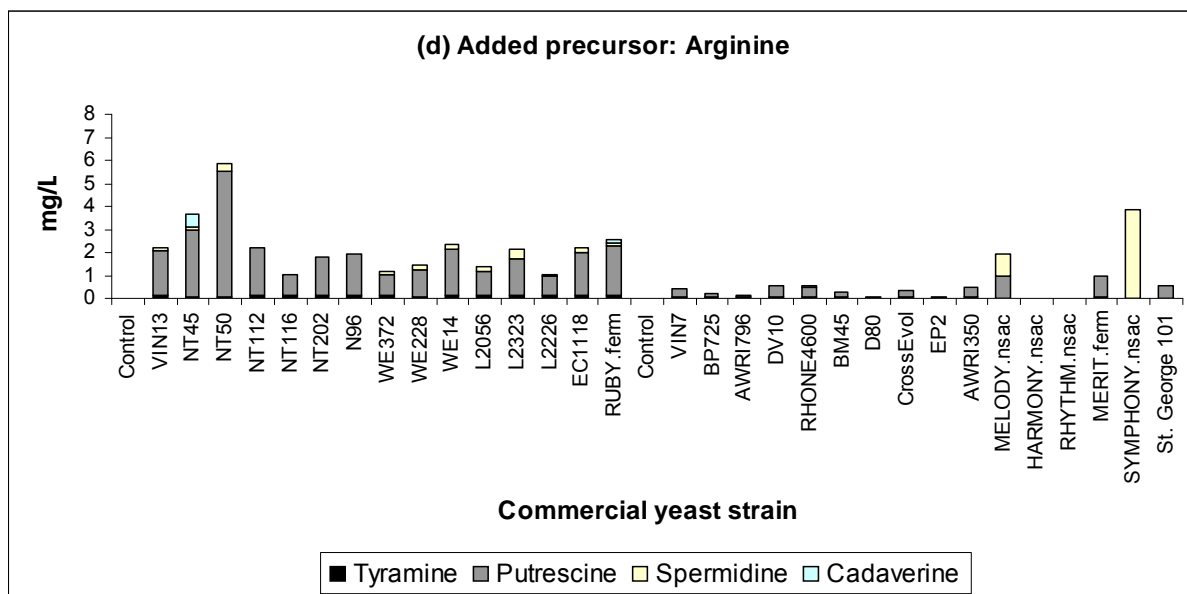 (d) Added precursor: Arginine
mg/L
8
7
6
5
4
3
2
1
0
Control
VIN13
NT45
NT50
NT112
NT116
NT202
N96
WE372
WE228
WE14
L2056
L2323
L2226
EC1118
RUBY.ferm
Control
VIN7
BP725
AWRI796
DV10
RHONE4600
BM45
D80
CrossEvol
EP2
AWRI350
MELODY.nsac
HARMONY.nsac
RHYTHM.nsac
MERIT.ferm
SYMPHONY.nsac
St. George 101
Commercial yeast strain
Tyramine Putrescine Spermidine Cadaverine